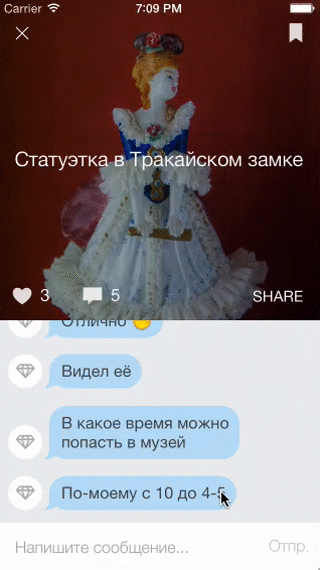 Carrier 7:09 PM
Статуэтка в Тракайском замке
3 5 SHARE
Отлично
Видел её
В какое время можно
попасть в музей
По-моему с 10 до 4-5
Напишите сообщение... Отпр.